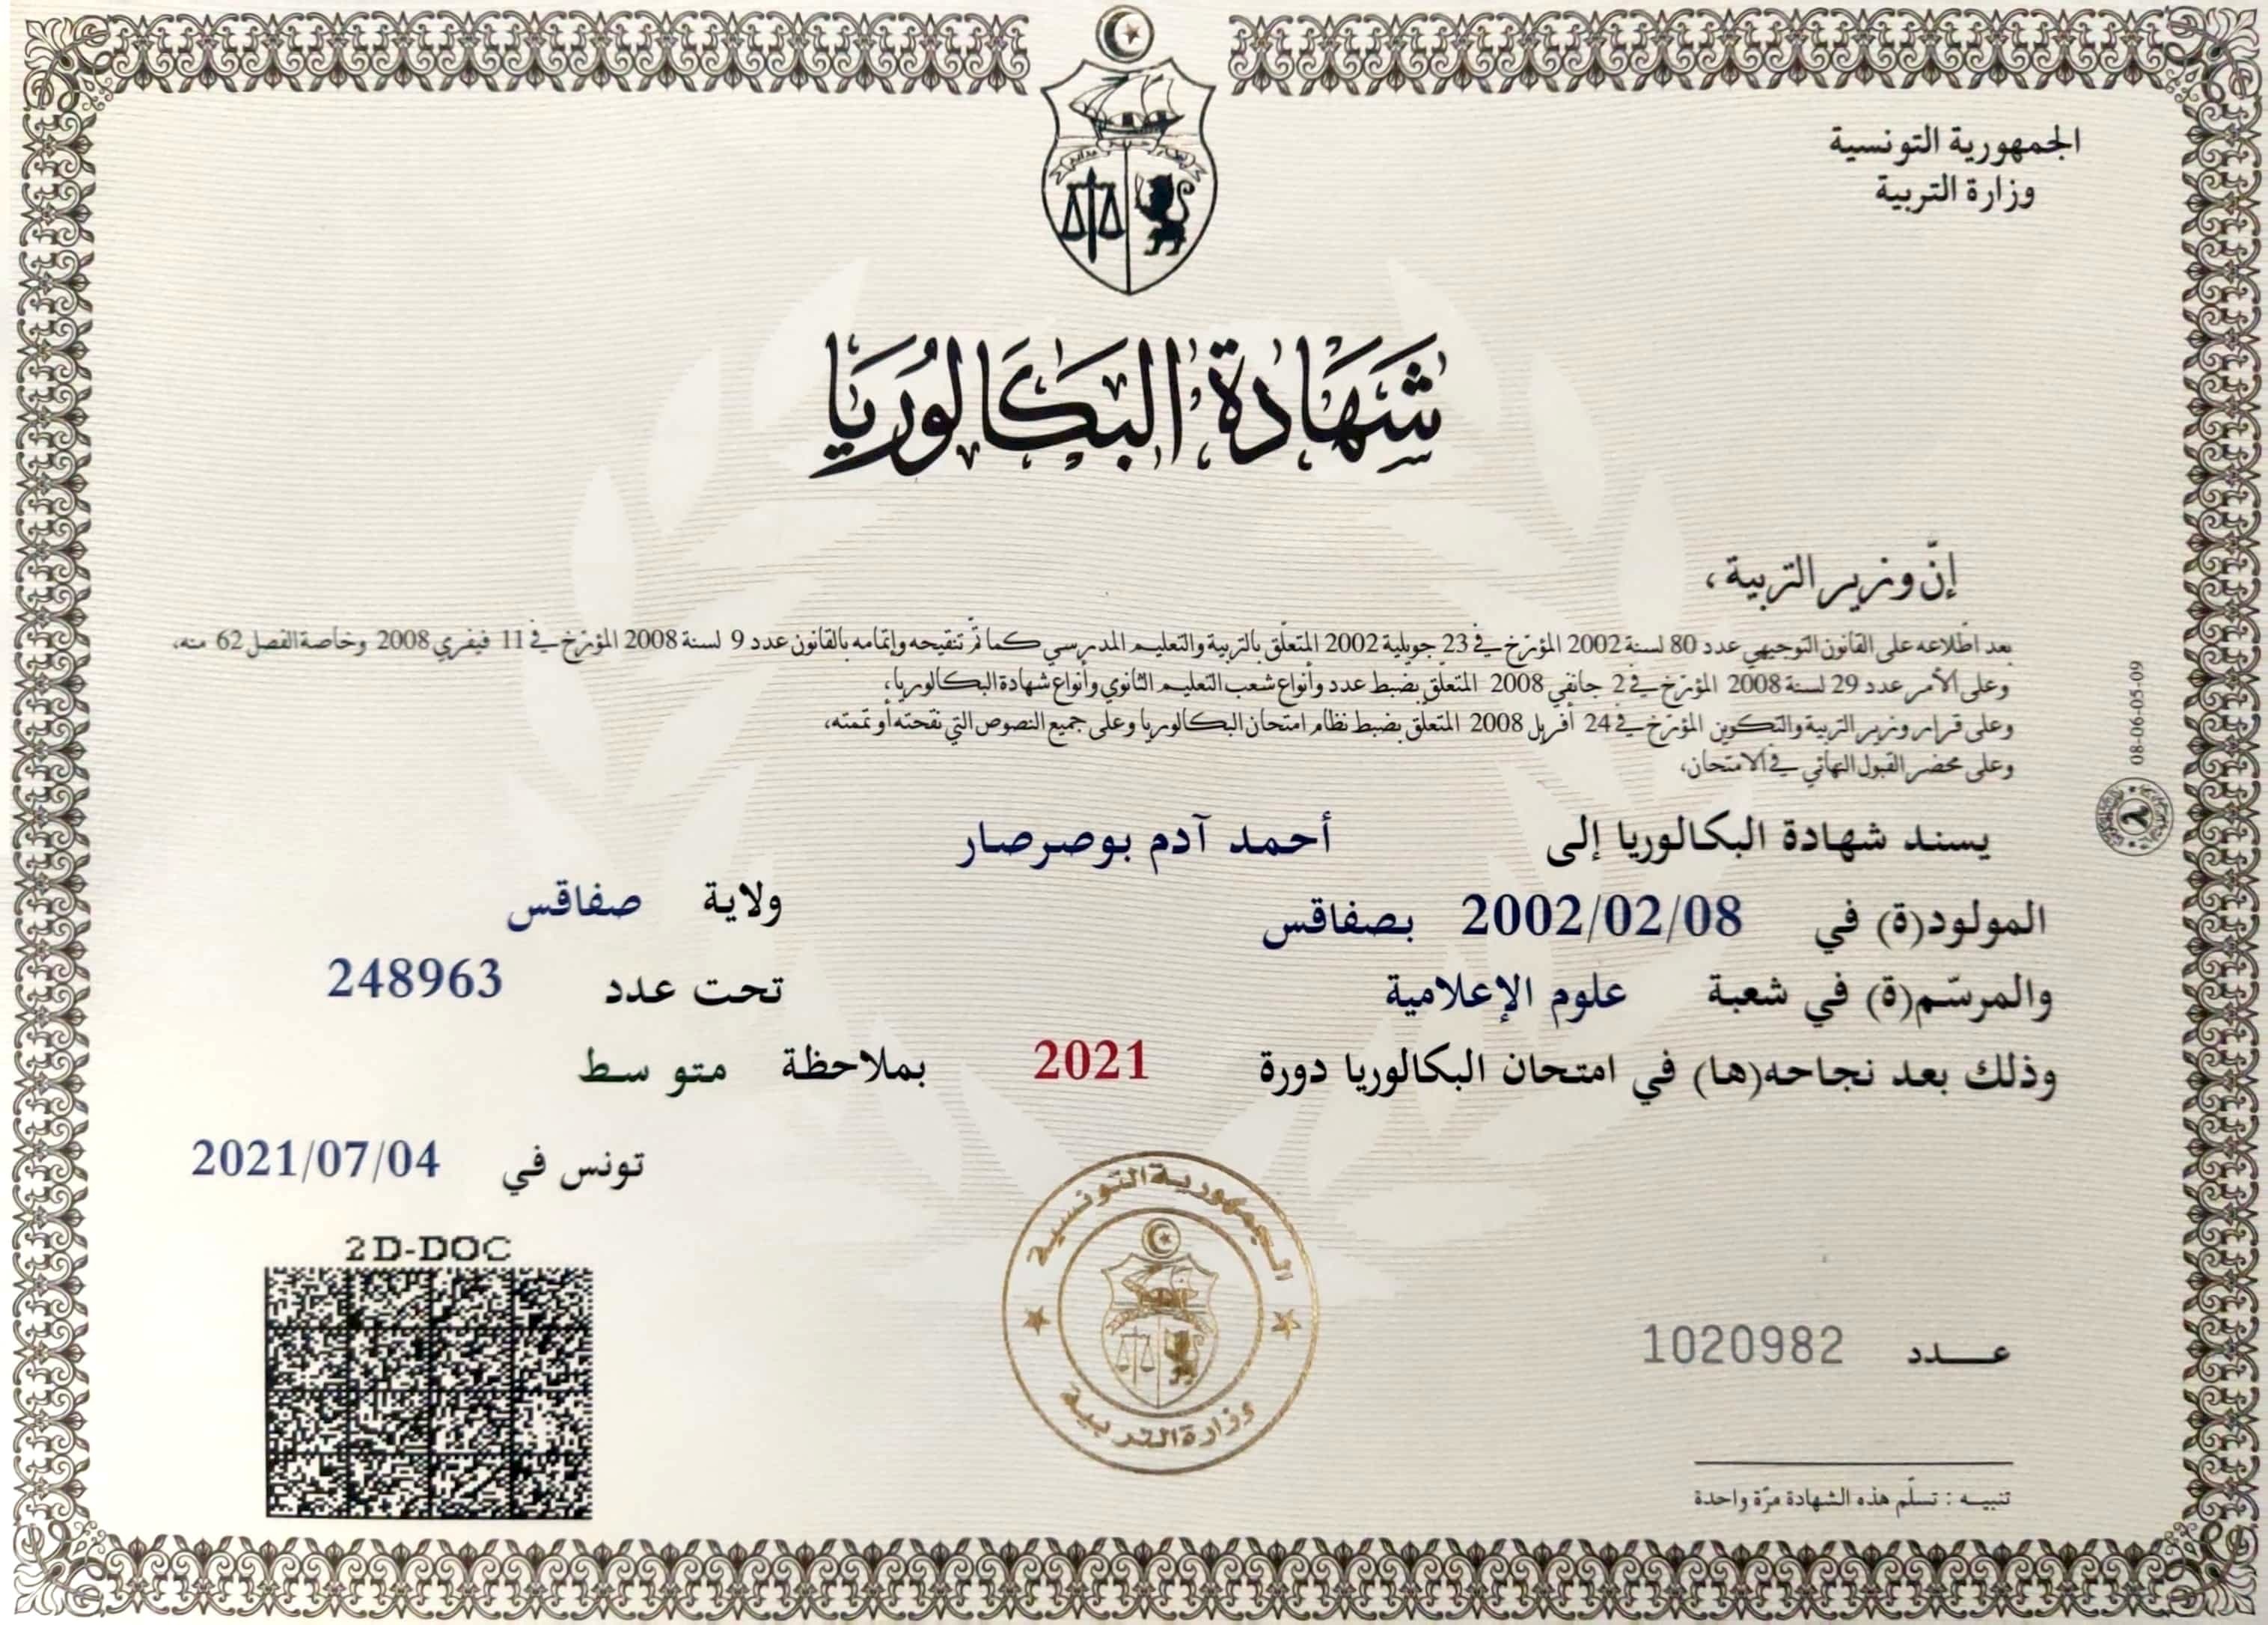 الجمهورية التونسية
وزارة التربية
شَهَادَة البَكَالُورِيَا
إنّ وزير التربية،
بعد اطّلاعه على القانون التوجيهي عدد 80 لسنة 2002 المؤرّخ في 23 جويلية 2002 المتعلّق بالتربية والتعليم المدرسي كما تمّ تنقيحه وإتمامه بالقانون عدد 9 لسنة 2008 المؤرّخ في 11 فيفري 2008 وخاصة الفصل 62 منه،
وعلى الأمر عدد 29 لسنة 2008 المؤرّخ في 2 جانفي 2008 المتعلّق بضبط عدد وأنواع شعب التعليم الثانوي وأنواع شهادة البكالوريا،
وعلى قرار وزير التربية والتكوين المؤرّخ في 24 أفريل 2008 المتعلّق بضبط نظام امتحان البكالوريا وعلى جميع النصوص التي نقحته أو تممته،
وعلى محضر القبول النهائي في الامتحان،
يسند شهادة البكالوريا إلى أحمد آدم بوصرصار
المولود(ة) في 2002/02/08 بصفاقس ولاية صفاقس
والمرسّم(ة) في شعبة علوم الإعلامية تحت عدد 248963
وذلك بعد نجاحه(ها) في امتحان البكالوريا دورة 2021 بملاحظة متوسط
تونس في 2021/07/04
2D-DOC
الجمهورية التونسية
وزارة التربية
عـــدد 1020982
تنبيه : تسلّم هذه الشهادة مرّة واحدة
08-06-05-09